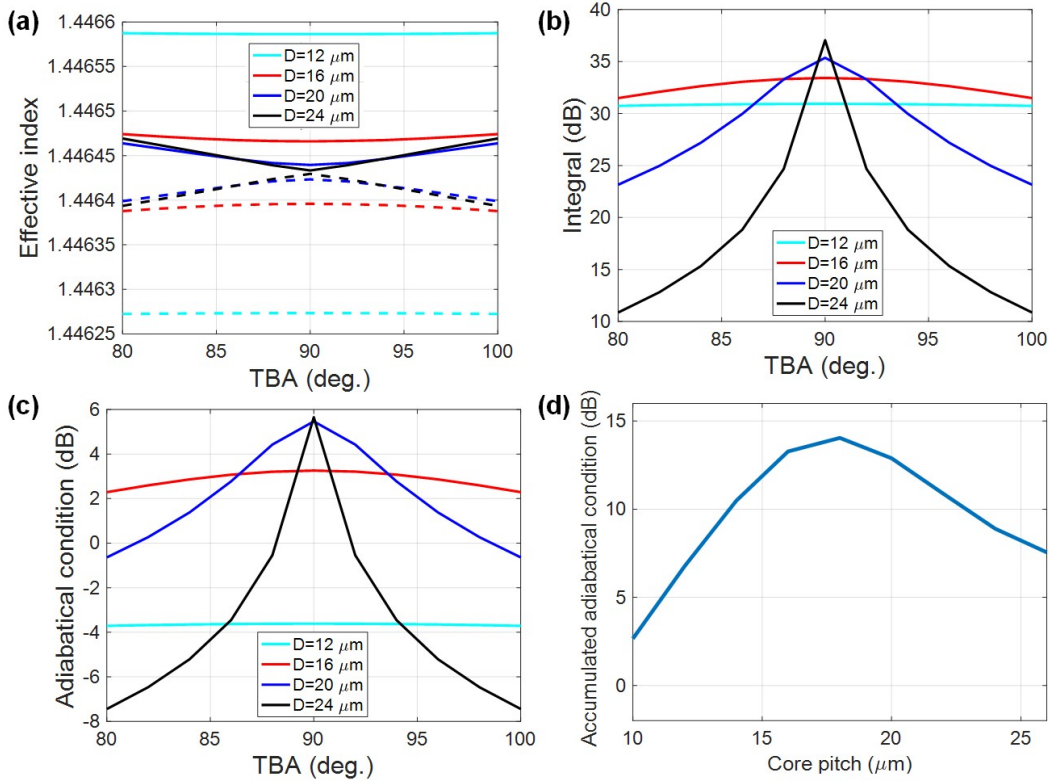 (a)
Effective index
1.4466
1.44655
1.4465
1.44645
1.4464
1.44635
1.4463
1.44625
D=12 μm
D=16 μm
D=20 μm
D=24 μm
80 85 90 95 100
TBA (deg.)
(b)
Integral (dB)
40
35
30
25
20
15
10
D=12 μm
D=16 μm
D=20 μm
D=24 μm
80 85 90 95 100
TBA (deg.)
(c)
Adiabatical condition (dB)
6
4
2
0
-2
-4
-6
-8
D=12 μm
D=16 μm
D=20 μm
D=24 μm
80 85 90 95 100
TBA (deg.)
(d)
Accumulated adiabatical condition (dB)
15
10
5
0
10 15 20 25
Core pitch (μm)